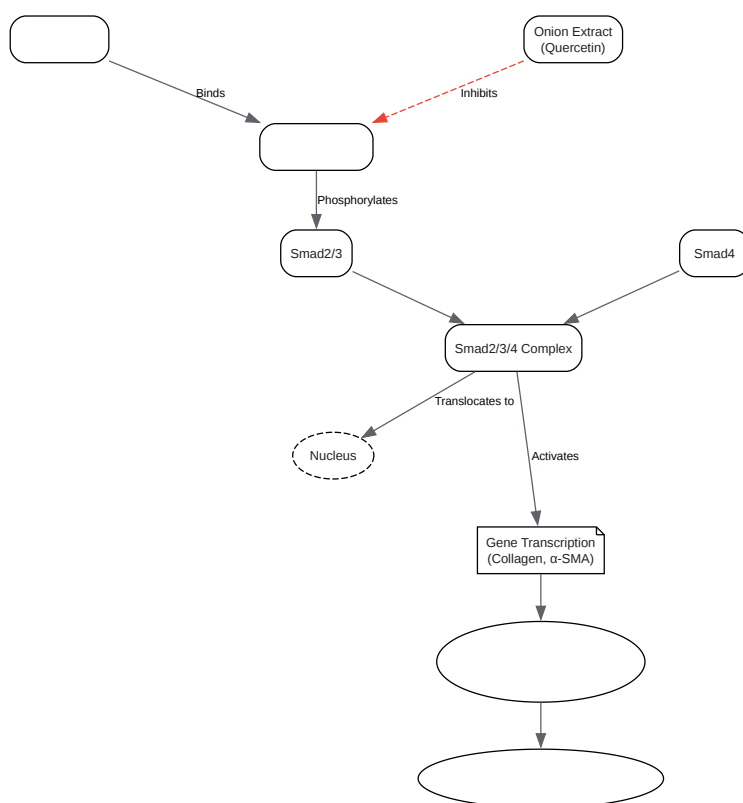 Onion Extract
(Quercetin)
Binds
Inhibits
Phosphorylates
Smad2/3
Smad4
Smad2/3/4 Complex
Translocates to
Nucleus
Activates
Gene Transcription
(Collagen, α-SMA)